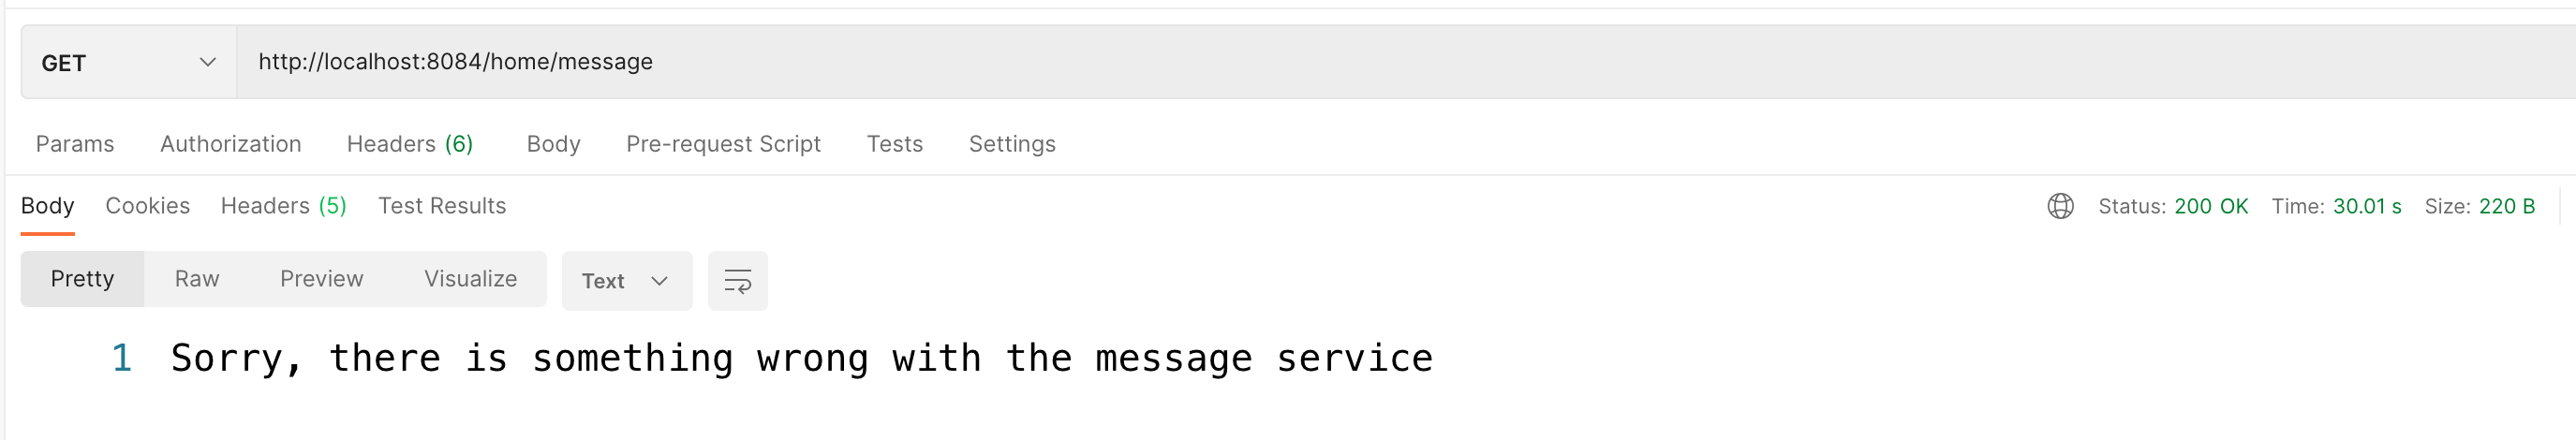 GET http://localhost:8084/home/message
Params Authorization Headers (6) Body Pre-request Script Tests Settings
Body Cookies Headers (5) Test Results Status: 200 OK Time: 30.01 s Size: 220 B
Pretty Raw Preview Visualize Text
1 Sorry, there is something wrong with the message service